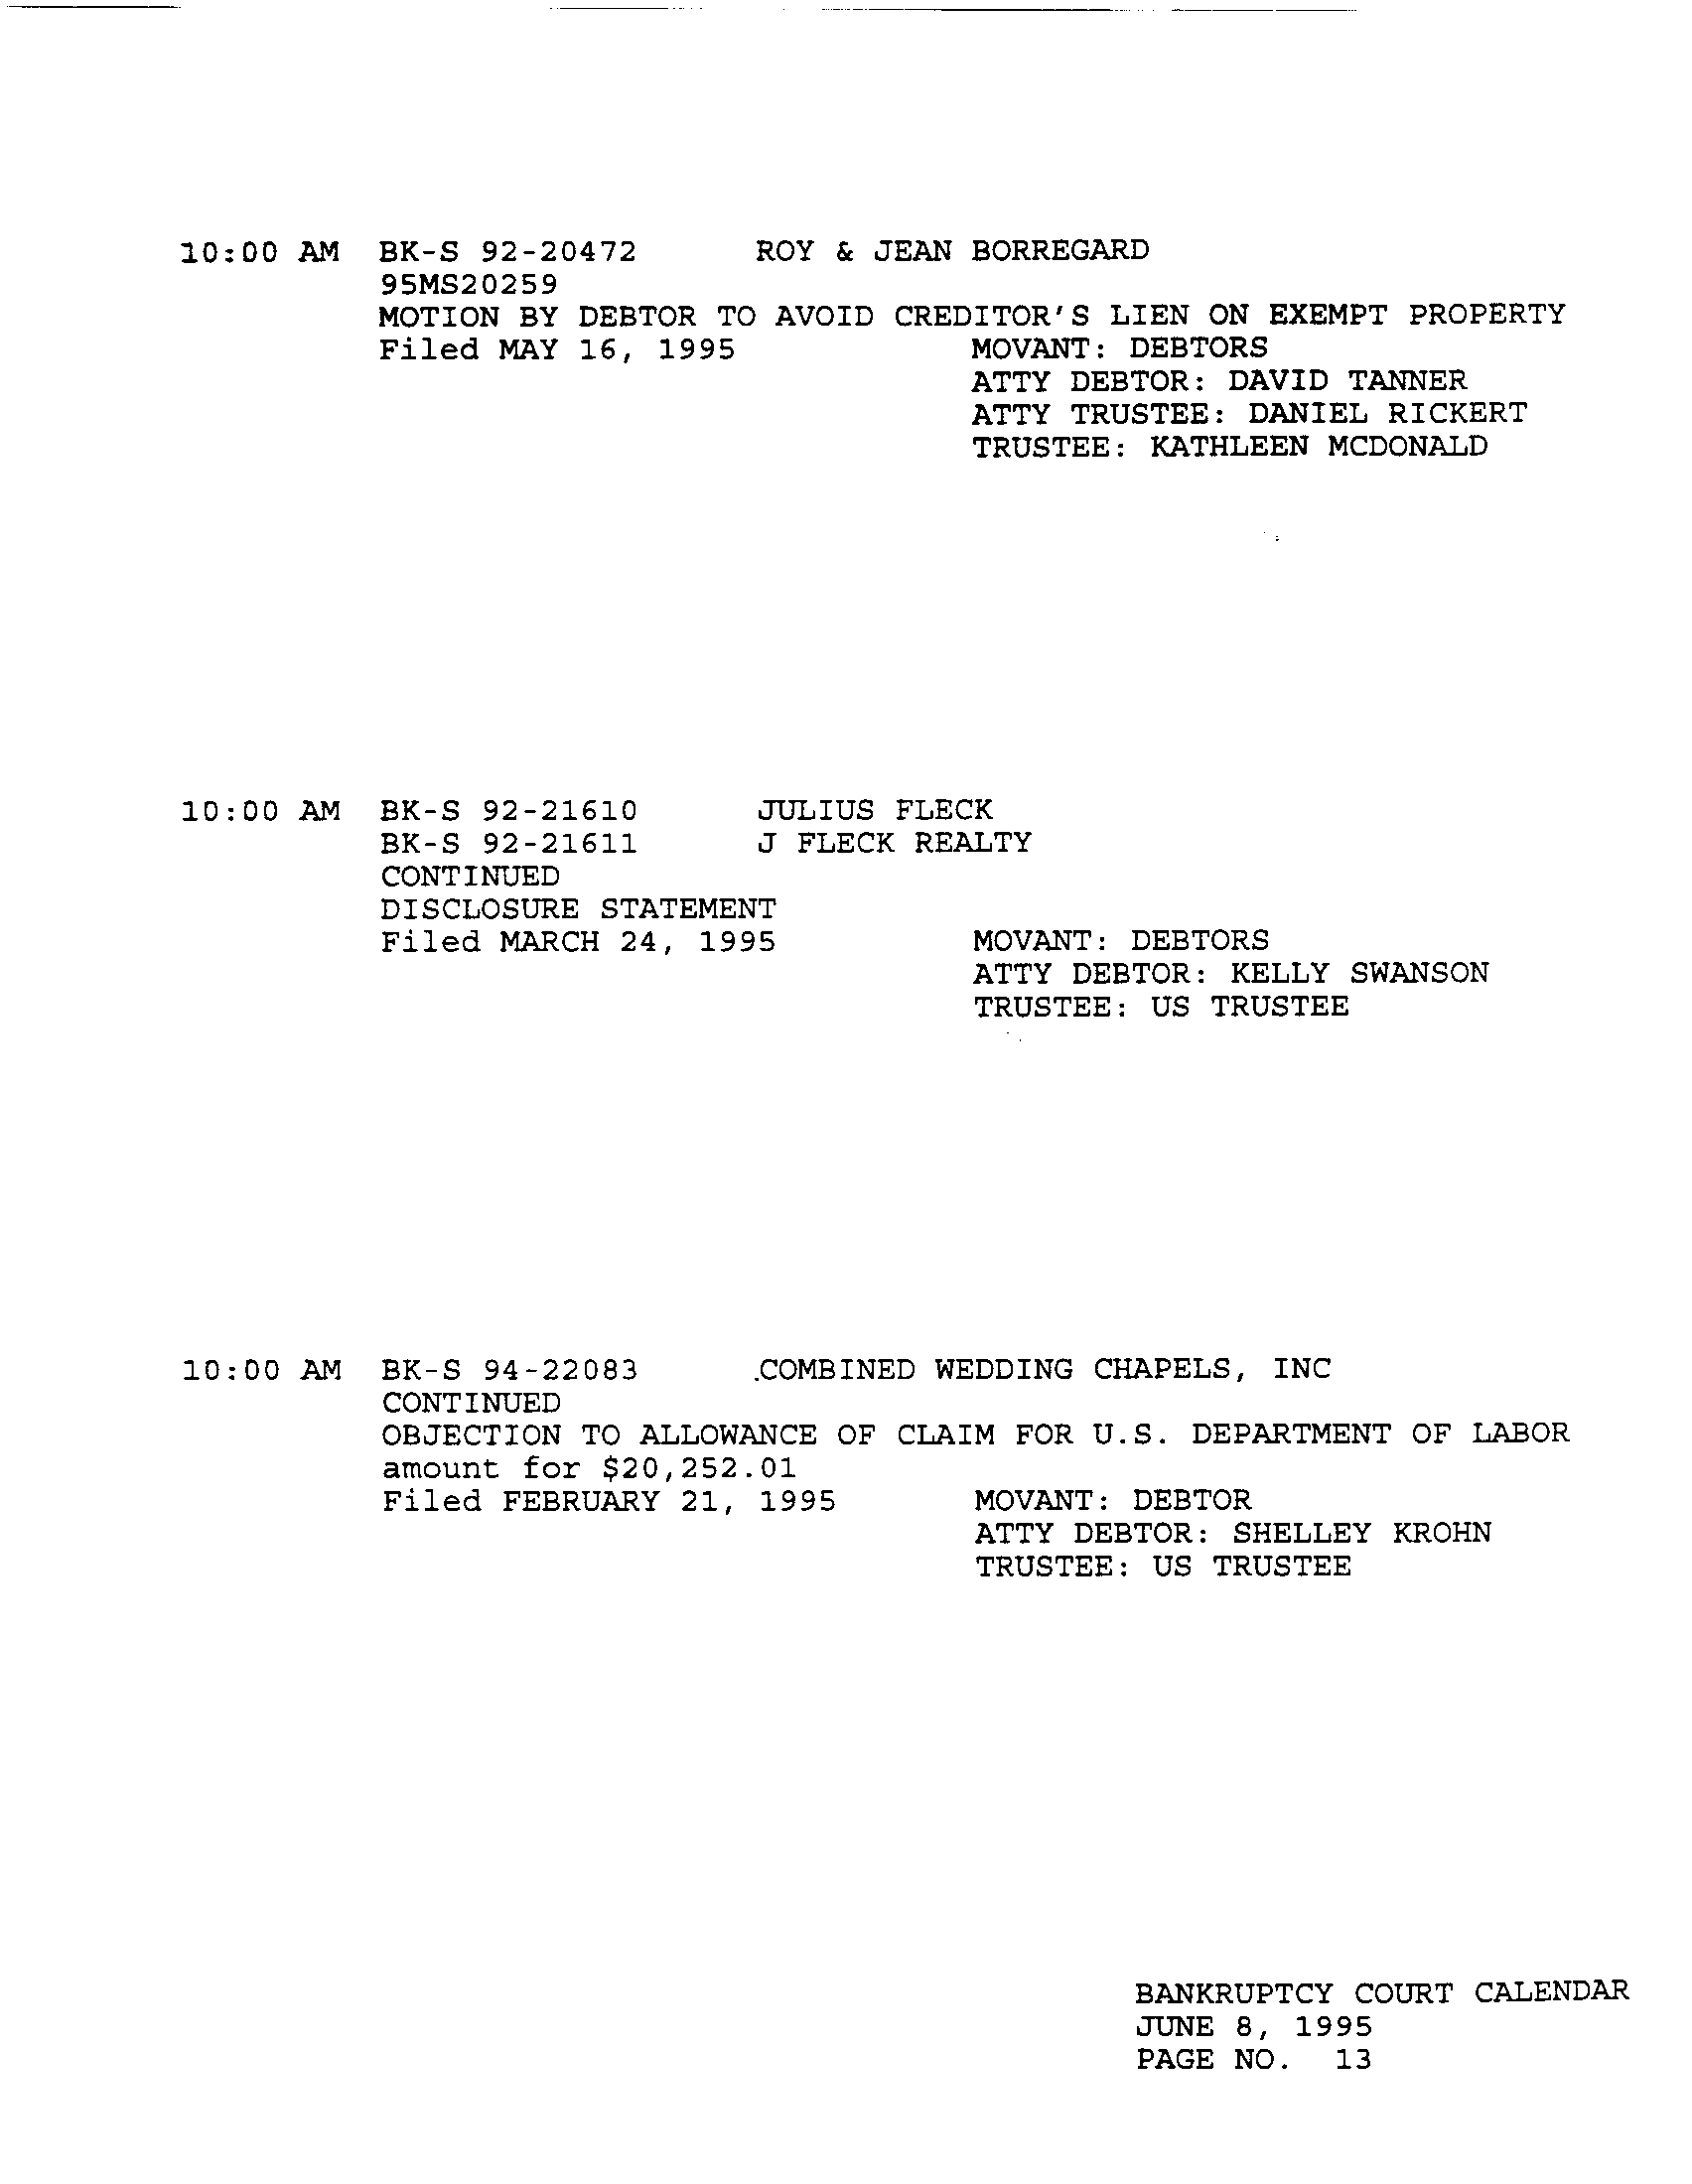 10:00 AM BK-S 92-20472 ROY & JEAN BORREGARD
95MS20259
MOTION BY DEBTOR TO AVOID CREDITOR'S LIEN ON EXEMPT PROPERTY
Filed MAY 16, 1995 MOVANT: DEBTORS
ATTY DEBTOR: DAVID TANNER
ATTY TRUSTEE: DANIEL RICKERT
TRUSTEE: KATHLEEN MCDONALD
10:00 AM BK-S 92-21610 JULIUS FLECK
BK-S 92-21611 J FLECK REALTY
CONTINUED
DISCLOSURE STATEMENT
Filed MARCH 24, 1995 MOVANT: DEBTORS
ATTY DEBTOR: KELLY SWANSON
TRUSTEE: US TRUSTEE
10:00 AM BK-S 94-22083 COMBINED WEDDING CHAPELS, INC
CONTINUED
OBJECTION TO ALLOWANCE OF CLAIM FOR U.S. DEPARTMENT OF LABOR
amount for $20,252.01
Filed FEBRUARY 21, 1995 MOVANT: DEBTOR
ATTY DEBTOR: SHELLEY KROHN
TRUSTEE: US TRUSTEE
BANKRUPTCY COURT CALENDAR
JUNE 8, 1995
PAGE NO. 13